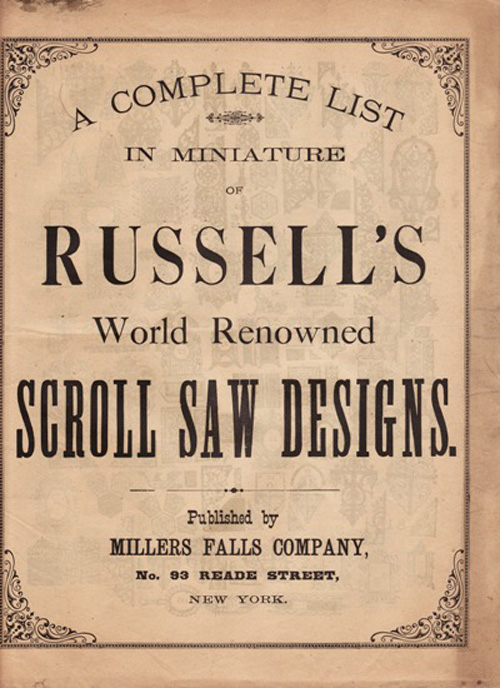 A COMPLETE LIST
IN MINIATURE
OF
RUSSELL'S
World Renowned
SCROLL SAW DESIGNS.
Published by
MILLERS FALLS COMPANY,
No. 93 READE STREET,
NEW YORK.